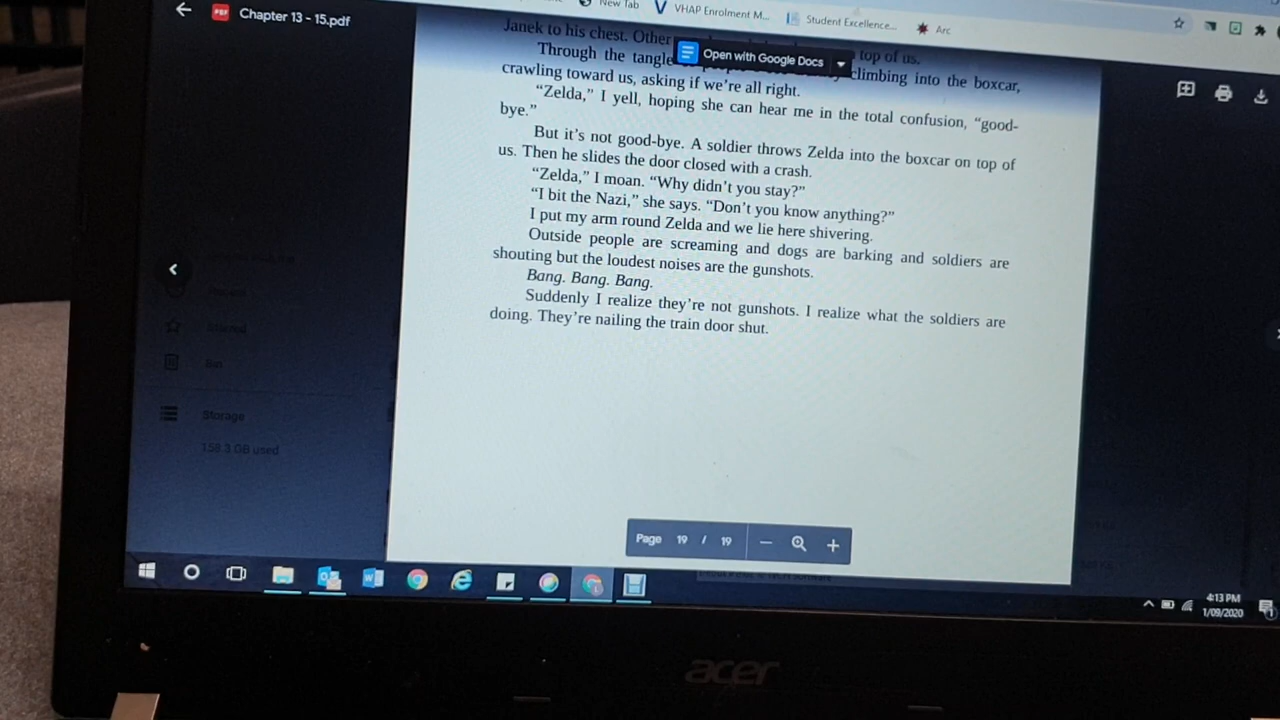 New Tab
VHAP Enrolment M...
Student Excellence...
Arc
Chapter 13 - 15.pdf
Janek to his chest. Other top of us.
Open with Google Docs
Through the tangle climbing into the boxcar,
crawling toward us, asking if we're all right.
“Zelda,” I yell, hoping she can hear me in the total confusion, “good-
bye.”
But it's not good-bye. A soldier throws Zelda into the boxcar on top of
us. Then he slides the door closed with a crash.
“Zelda,” I moan. “Why didn't you stay?”
“I bit the Nazi,” she says. “Don't you know anything?”
I put my arm round Zelda and we lie here shivering.
Outside people are screaming and dogs are barking and soldiers are
shouting but the loudest noises are the gunshots.
Bang. Bang. Bang.
Suddenly I realize they're not gunshots. I realize what the soldiers are
doing. They're nailing the train door shut.
Starred
Bin
Storage
158.3 GB used
Page 19 / 19
4:13 PM
1/09/2020
acer